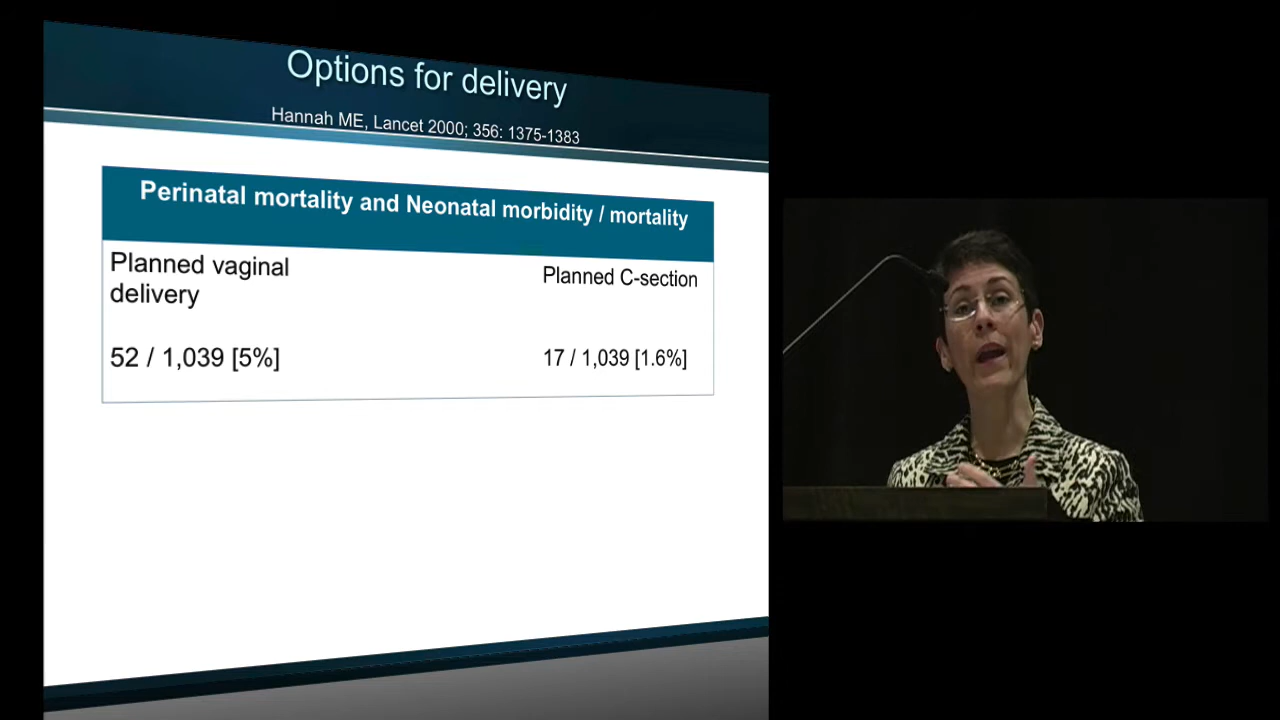 Options for delivery
Hannah ME, Lancet 2000; 356: 1375-1383
Perinatal mortality and Neonatal morbidity / mortality
Planned vaginal
delivery
Planned C-section
52 / 1,039 [5%]
17 / 1,039 [1.6%]